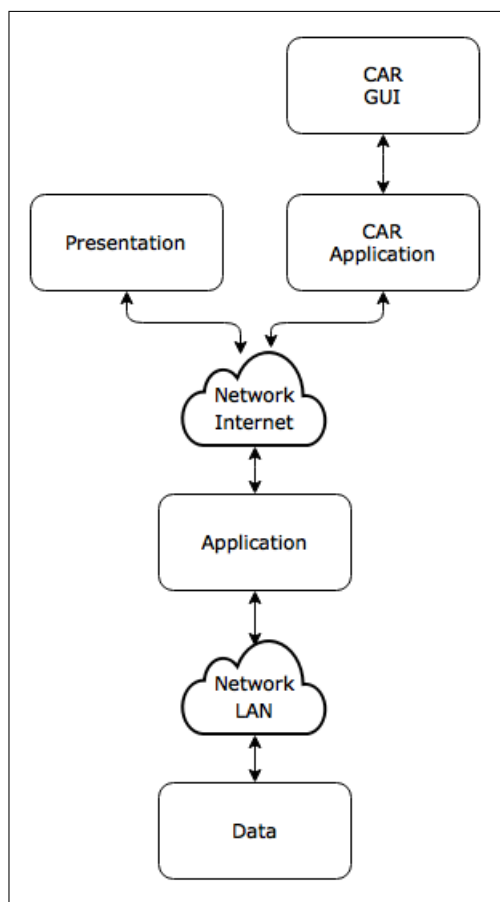 CAR
GUI
Presentation
CAR
Application
Network
Internet
Application
Network
LAN
Data